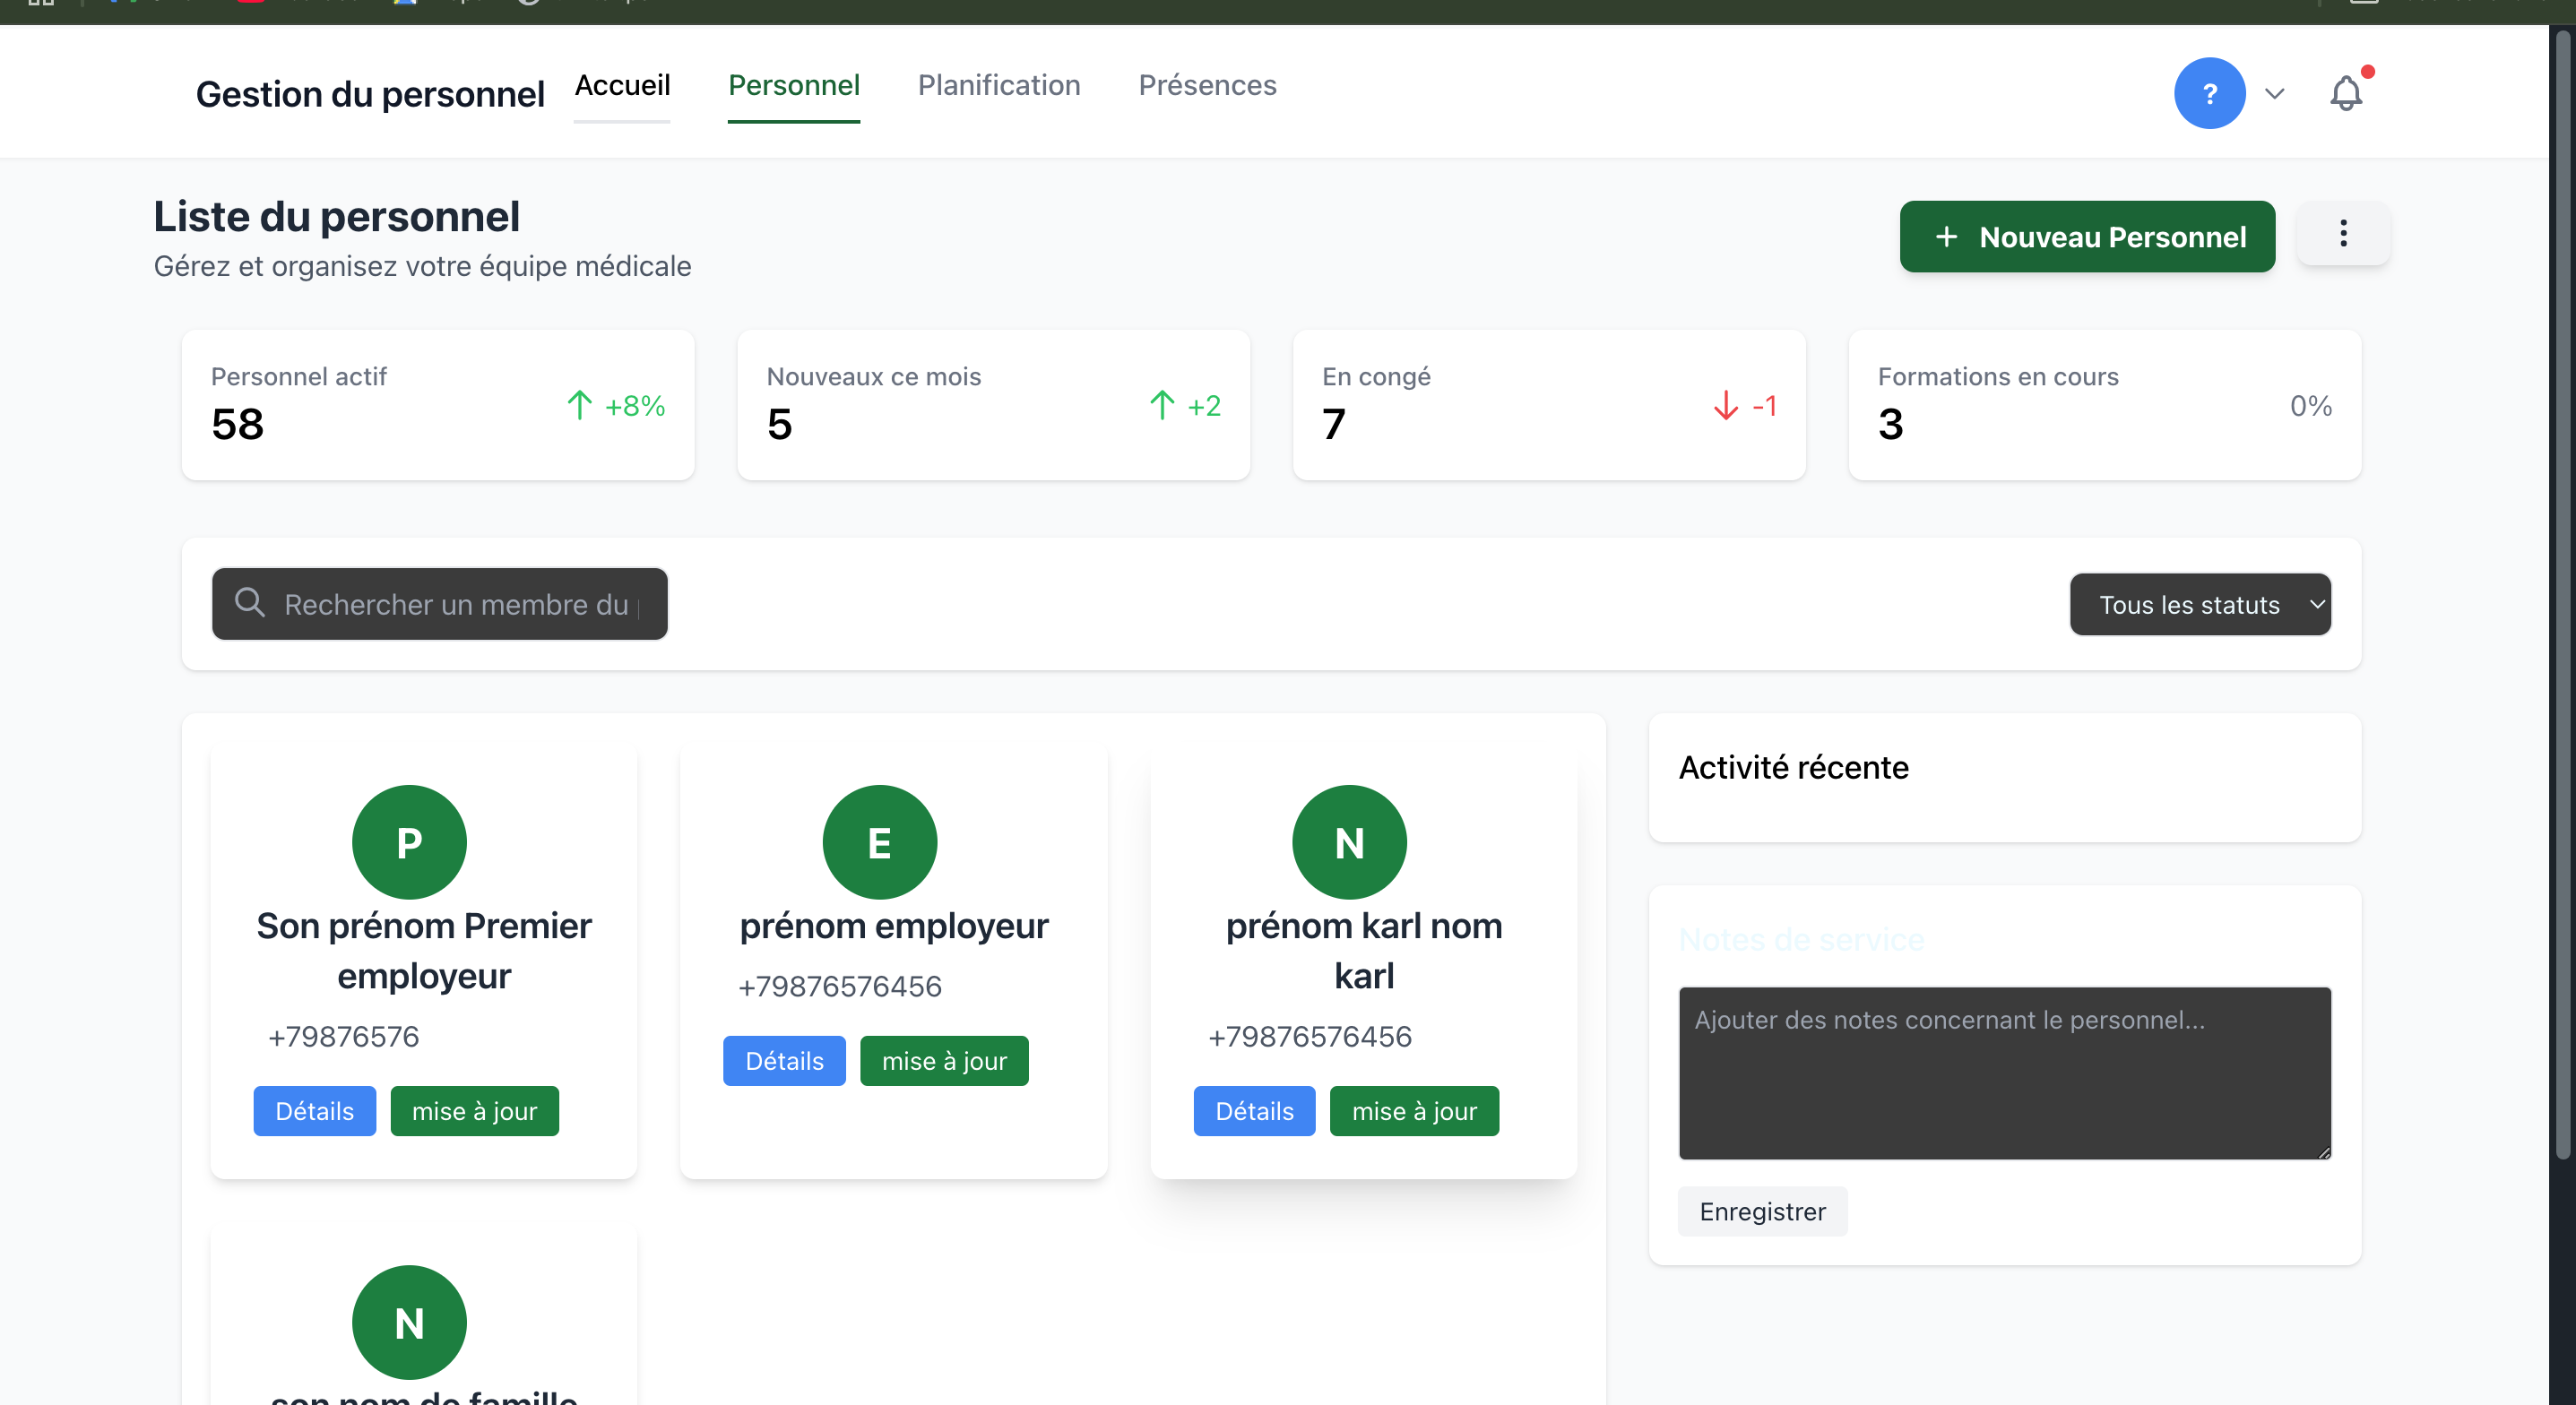 Gestion du personnel
Accueil
Personnel
Planification
Présences
?
Liste du personnel
Gérez et organisez votre équipe médicale
+ Nouveau Personnel
Personnel actif
58
+8%
Nouveaux ce mois
5
+2
En congé
7
-1
Formations en cours
3
0%
Rechercher un membre du
Tous les statuts
P
Son prénom Premier
employeur
+79876576
Détails
mise à jour
E
prénom employeur
+79876576456
Détails
mise à jour
N
prénom karl nom
karl
+79876576456
Détails
mise à jour
N
son nom de famille
Activité récente
Notes de service
Ajouter des notes concernant le personnel...
Enregistrer